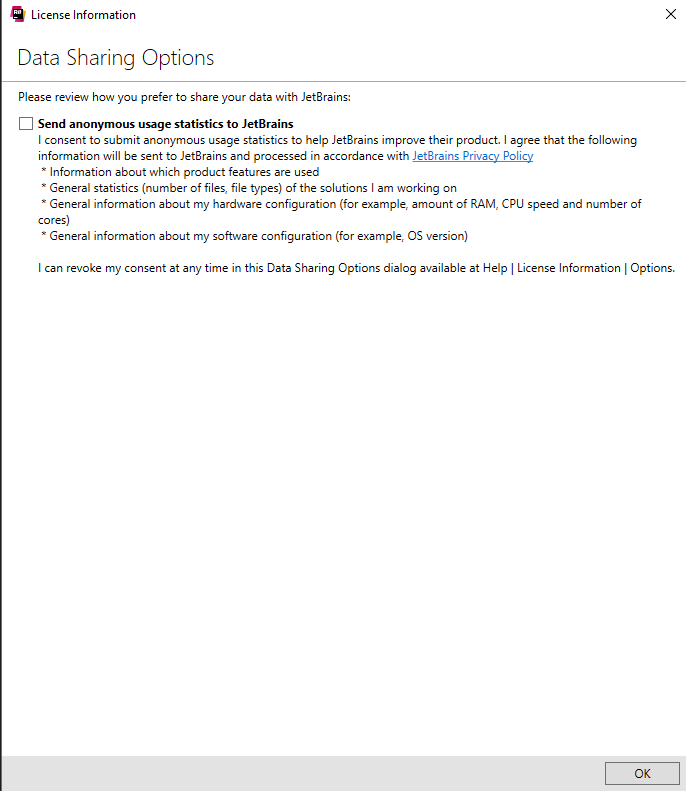 License Information
Data Sharing Options
Please review how you prefer to share your data with JetBrains:
Send anonymous usage statistics to JetBrains
I consent to submit anonymous usage statistics to help JetBrains improve their product. I agree that the following
information will be sent to JetBrains and processed in accordance with JetBrains Privacy Policy
* Information about which product features are used
* General statistics (number of files, file types) of the solutions I am working on
* General information about my hardware configuration (for example, amount of RAM, CPU speed and number of
cores)
* General information about my software configuration (for example, OS version)
I can revoke my consent at any time in this Data Sharing Options dialog available at Help | License Information | Options.
OK